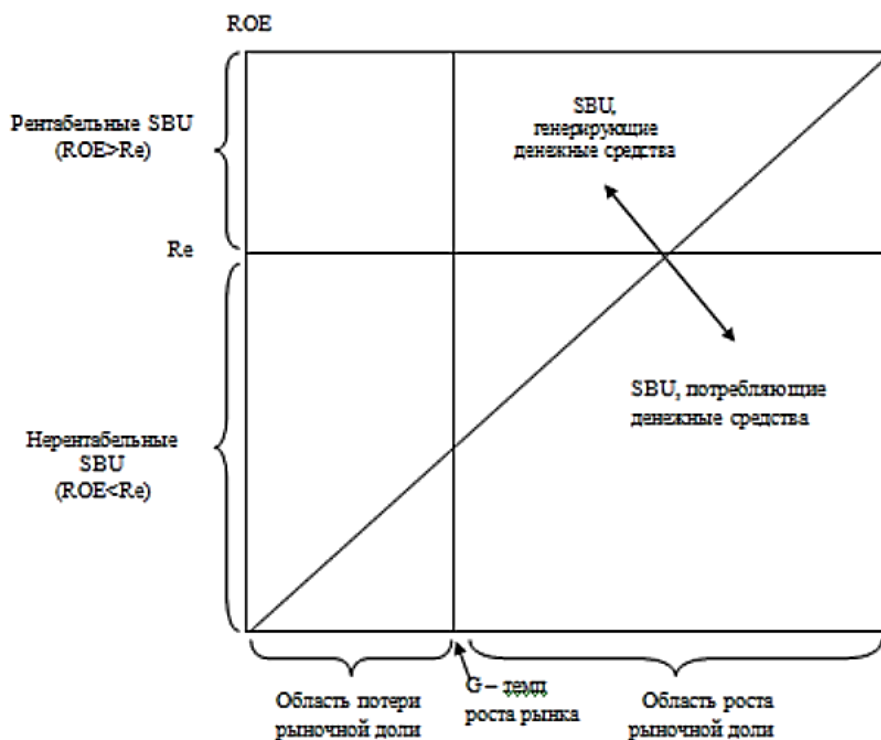 ROE
Рентабельные SBU
(ROE>Re)
SBU,
генерирующие
денежные средства
Re
SBU, потребляющие
денежные средства
Нерентабельные
SBU
(ROE<Re)
Область потери
рыночной доли
G – темп
роста рынка
Область роста
рыночной доли